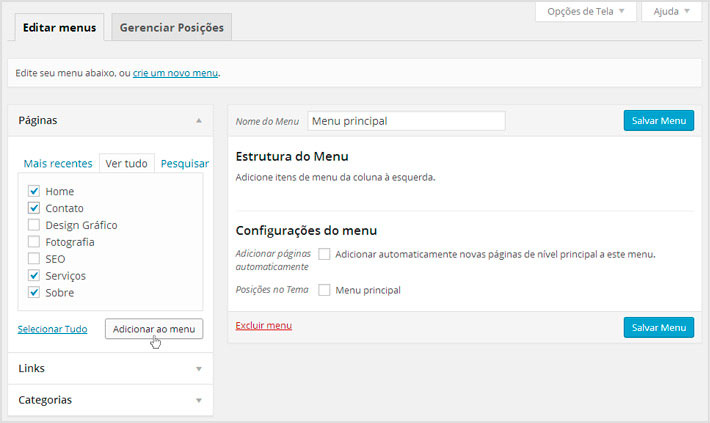 Opções de Tela
Ajuda
Editar menus
Gerenciar Posições
Edite seu menu abaixo, ou crie um novo menu.
Páginas
Mais recentes
Ver tudo
Pesquisar
Home
Contato
Design Gráfico
Fotografia
SEO
Serviços
Sobre
Selecionar Tudo
Adicionar ao menu
Links
Categorias
Nome do Menu
Menu principal
Salvar Menu
Estrutura do Menu
Adicione itens de menu da coluna à esquerda.
Configurações do menu
Adicionar páginas
automaticamente
Adicionar automaticamente novas páginas de nível principal a este menu.
Posições no Tema
Menu principal
Excluir menu
Salvar Menu